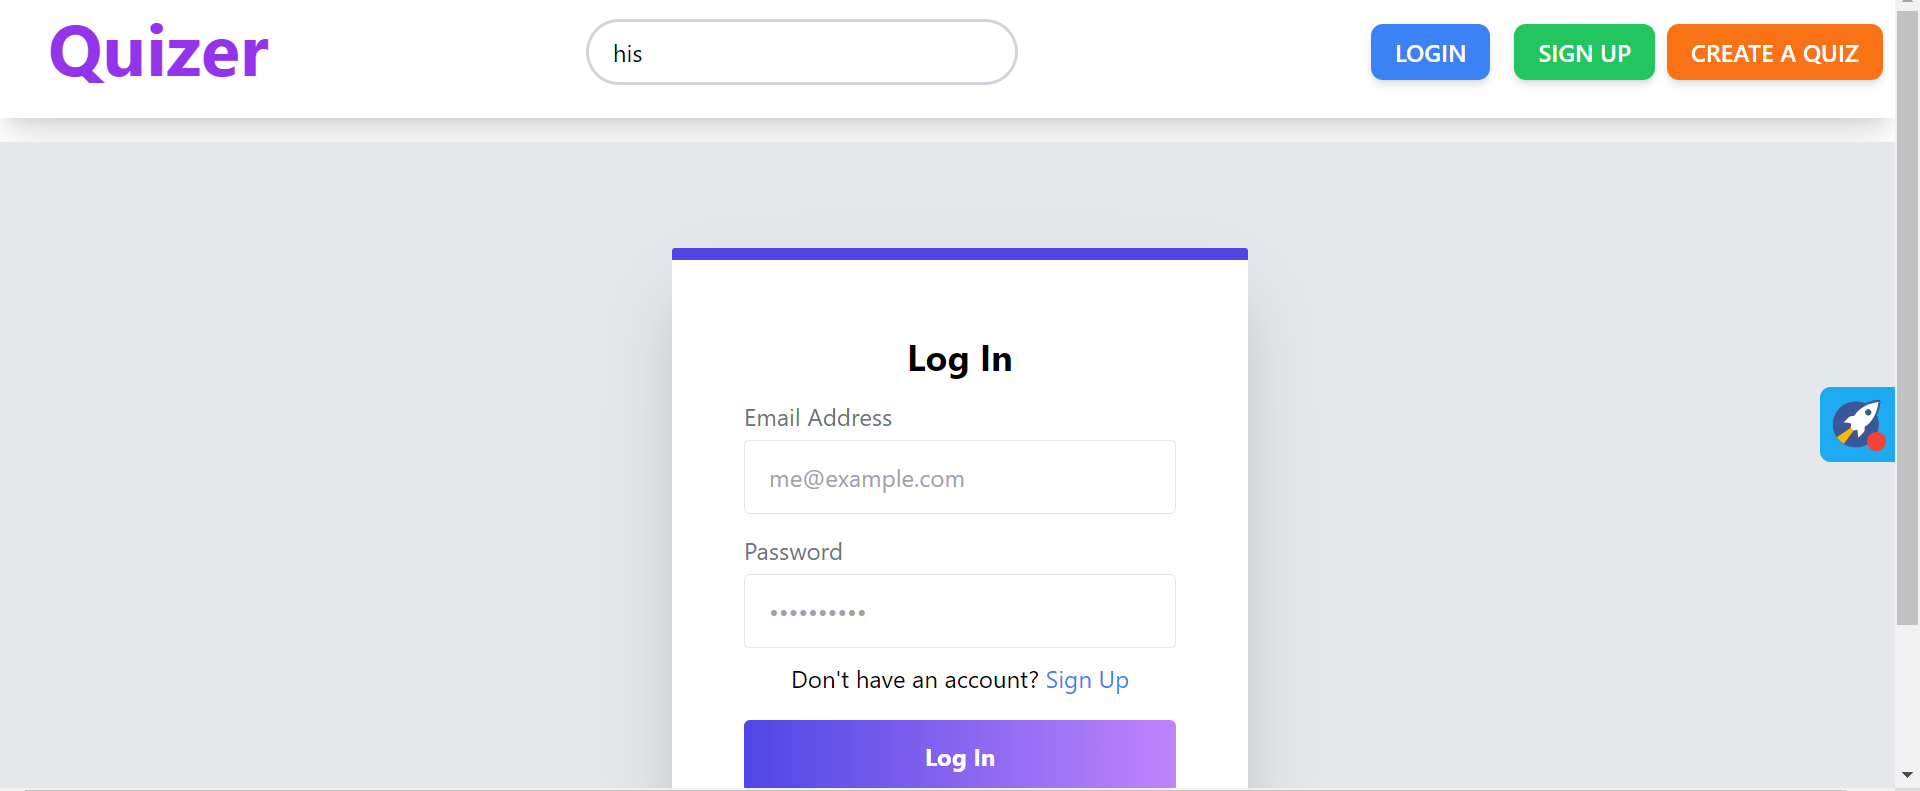 Quizer
his
LOGIN
SIGN UP
CREATE A QUIZ
Log In
Email Address
me@example.com
Password
••••••••••
Don't have an account? Sign Up
Log In